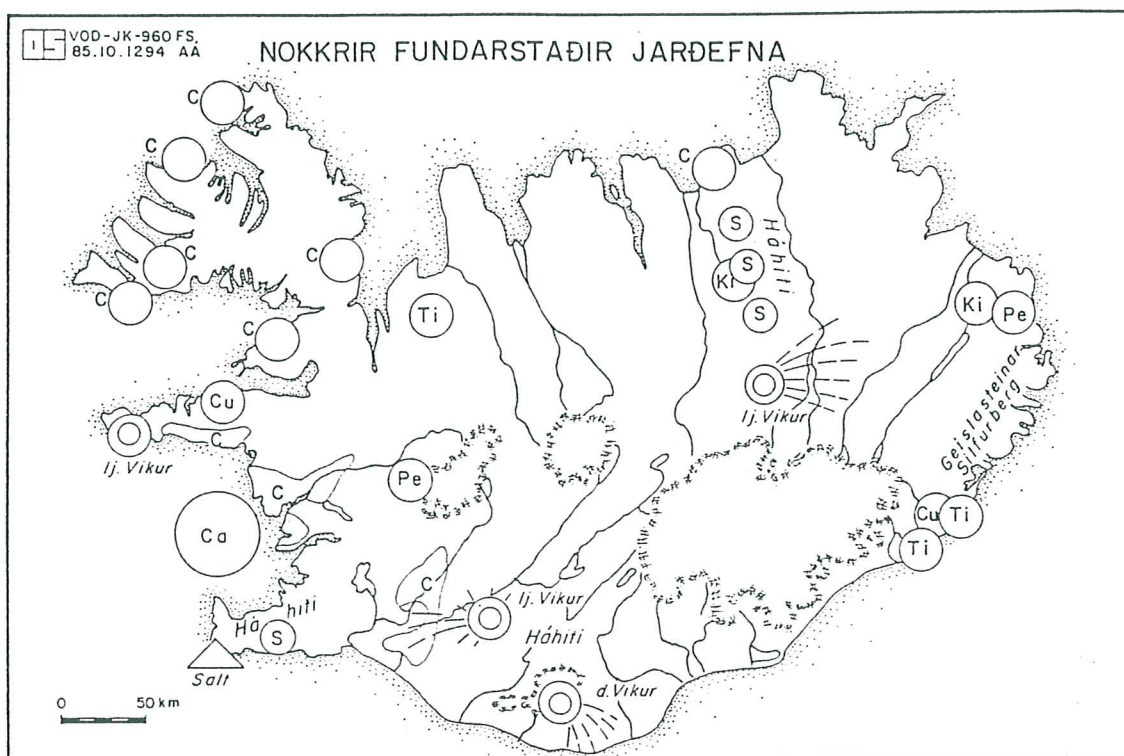 OS
VOD-JK-960 FS.
85.10.1294 AA
NOKKRIR FUNDARSTAÐIR JARÐEFNA
C
C
C
S
Háhiti
C
C
S
Ki
C
S
Ki
Pe
Ti
C
Cu
lj. Vikur
Geislasteinar
Silfurberg
C
lj. Vikur
Pe
C
Ca
Cu
Ti
Ti
C
lj. Vikur
Há
hiti
S
Háhiti
Salt
d. Vikur
0 50 km